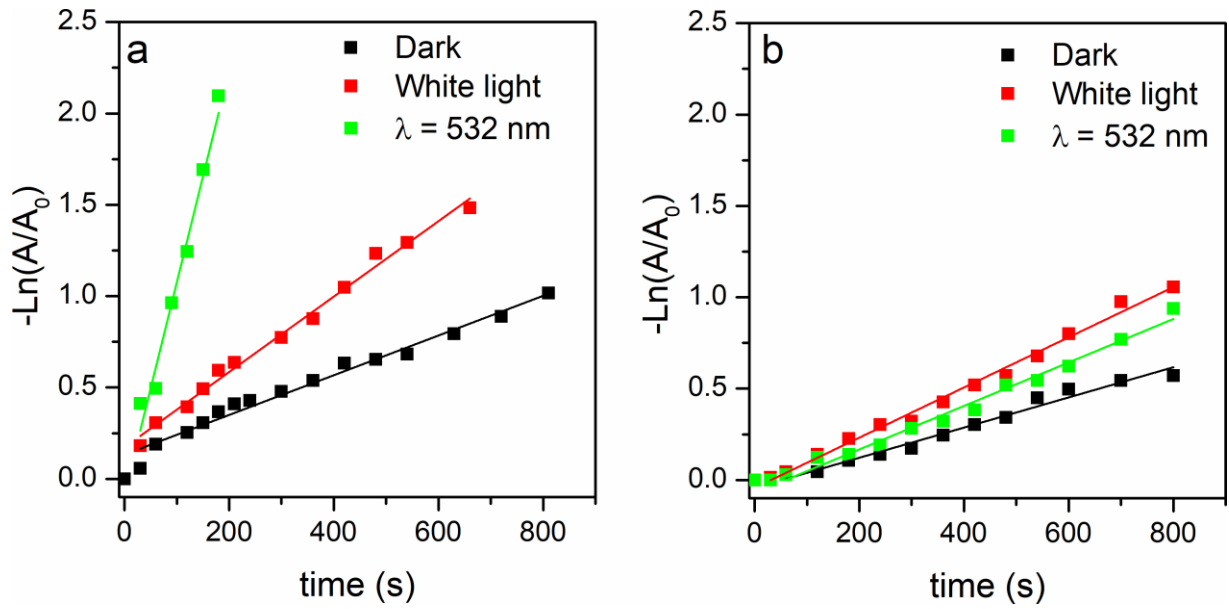 a
Dark
White light
λ = 532 nm
-Ln(A/A₀)
2.5
2.0
1.5
1.0
0.5
0.0
0 200 400 600 800
time (s)
b
Dark
White light
λ = 532 nm
-Ln(A/A₀)
2.5
2.0
1.5
1.0
0.5
0.0
0 200 400 600 800
time (s)